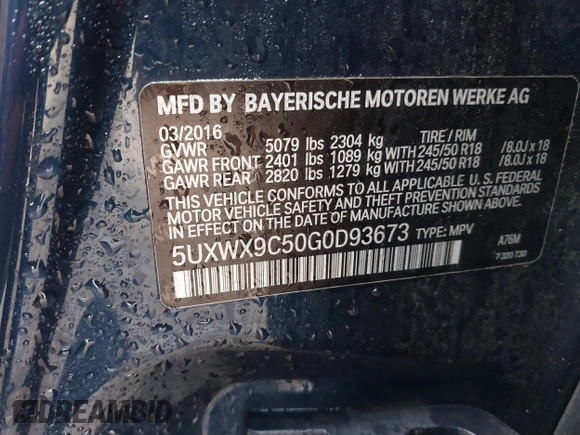 MFD BY BAYERISCHE MOTOREN WERKE AG
03/2016 TIRE / RIM
GVWR 5079 lbs 2304 kg
GAWR FRONT 2401 lbs 1089 kg WITH 245/50 R18 /8.0J x 18
GAWR REAR 2820 lbs 1279 kg WITH 245/50 R18 /8.0J x 18
THIS VEHICLE CONFORMS TO ALL APPLICABLE U. S. FEDERAL
MOTOR VEHICLE SAFETY AND THEFT PREVENTION STANDARDS IN EFFECT ON THE
DATE OF MANUFACTURE SHOWN ABOVE.
5UXWX9C50G0D93673 TYPE: MPV A76M
7 320 730
DREAMBID